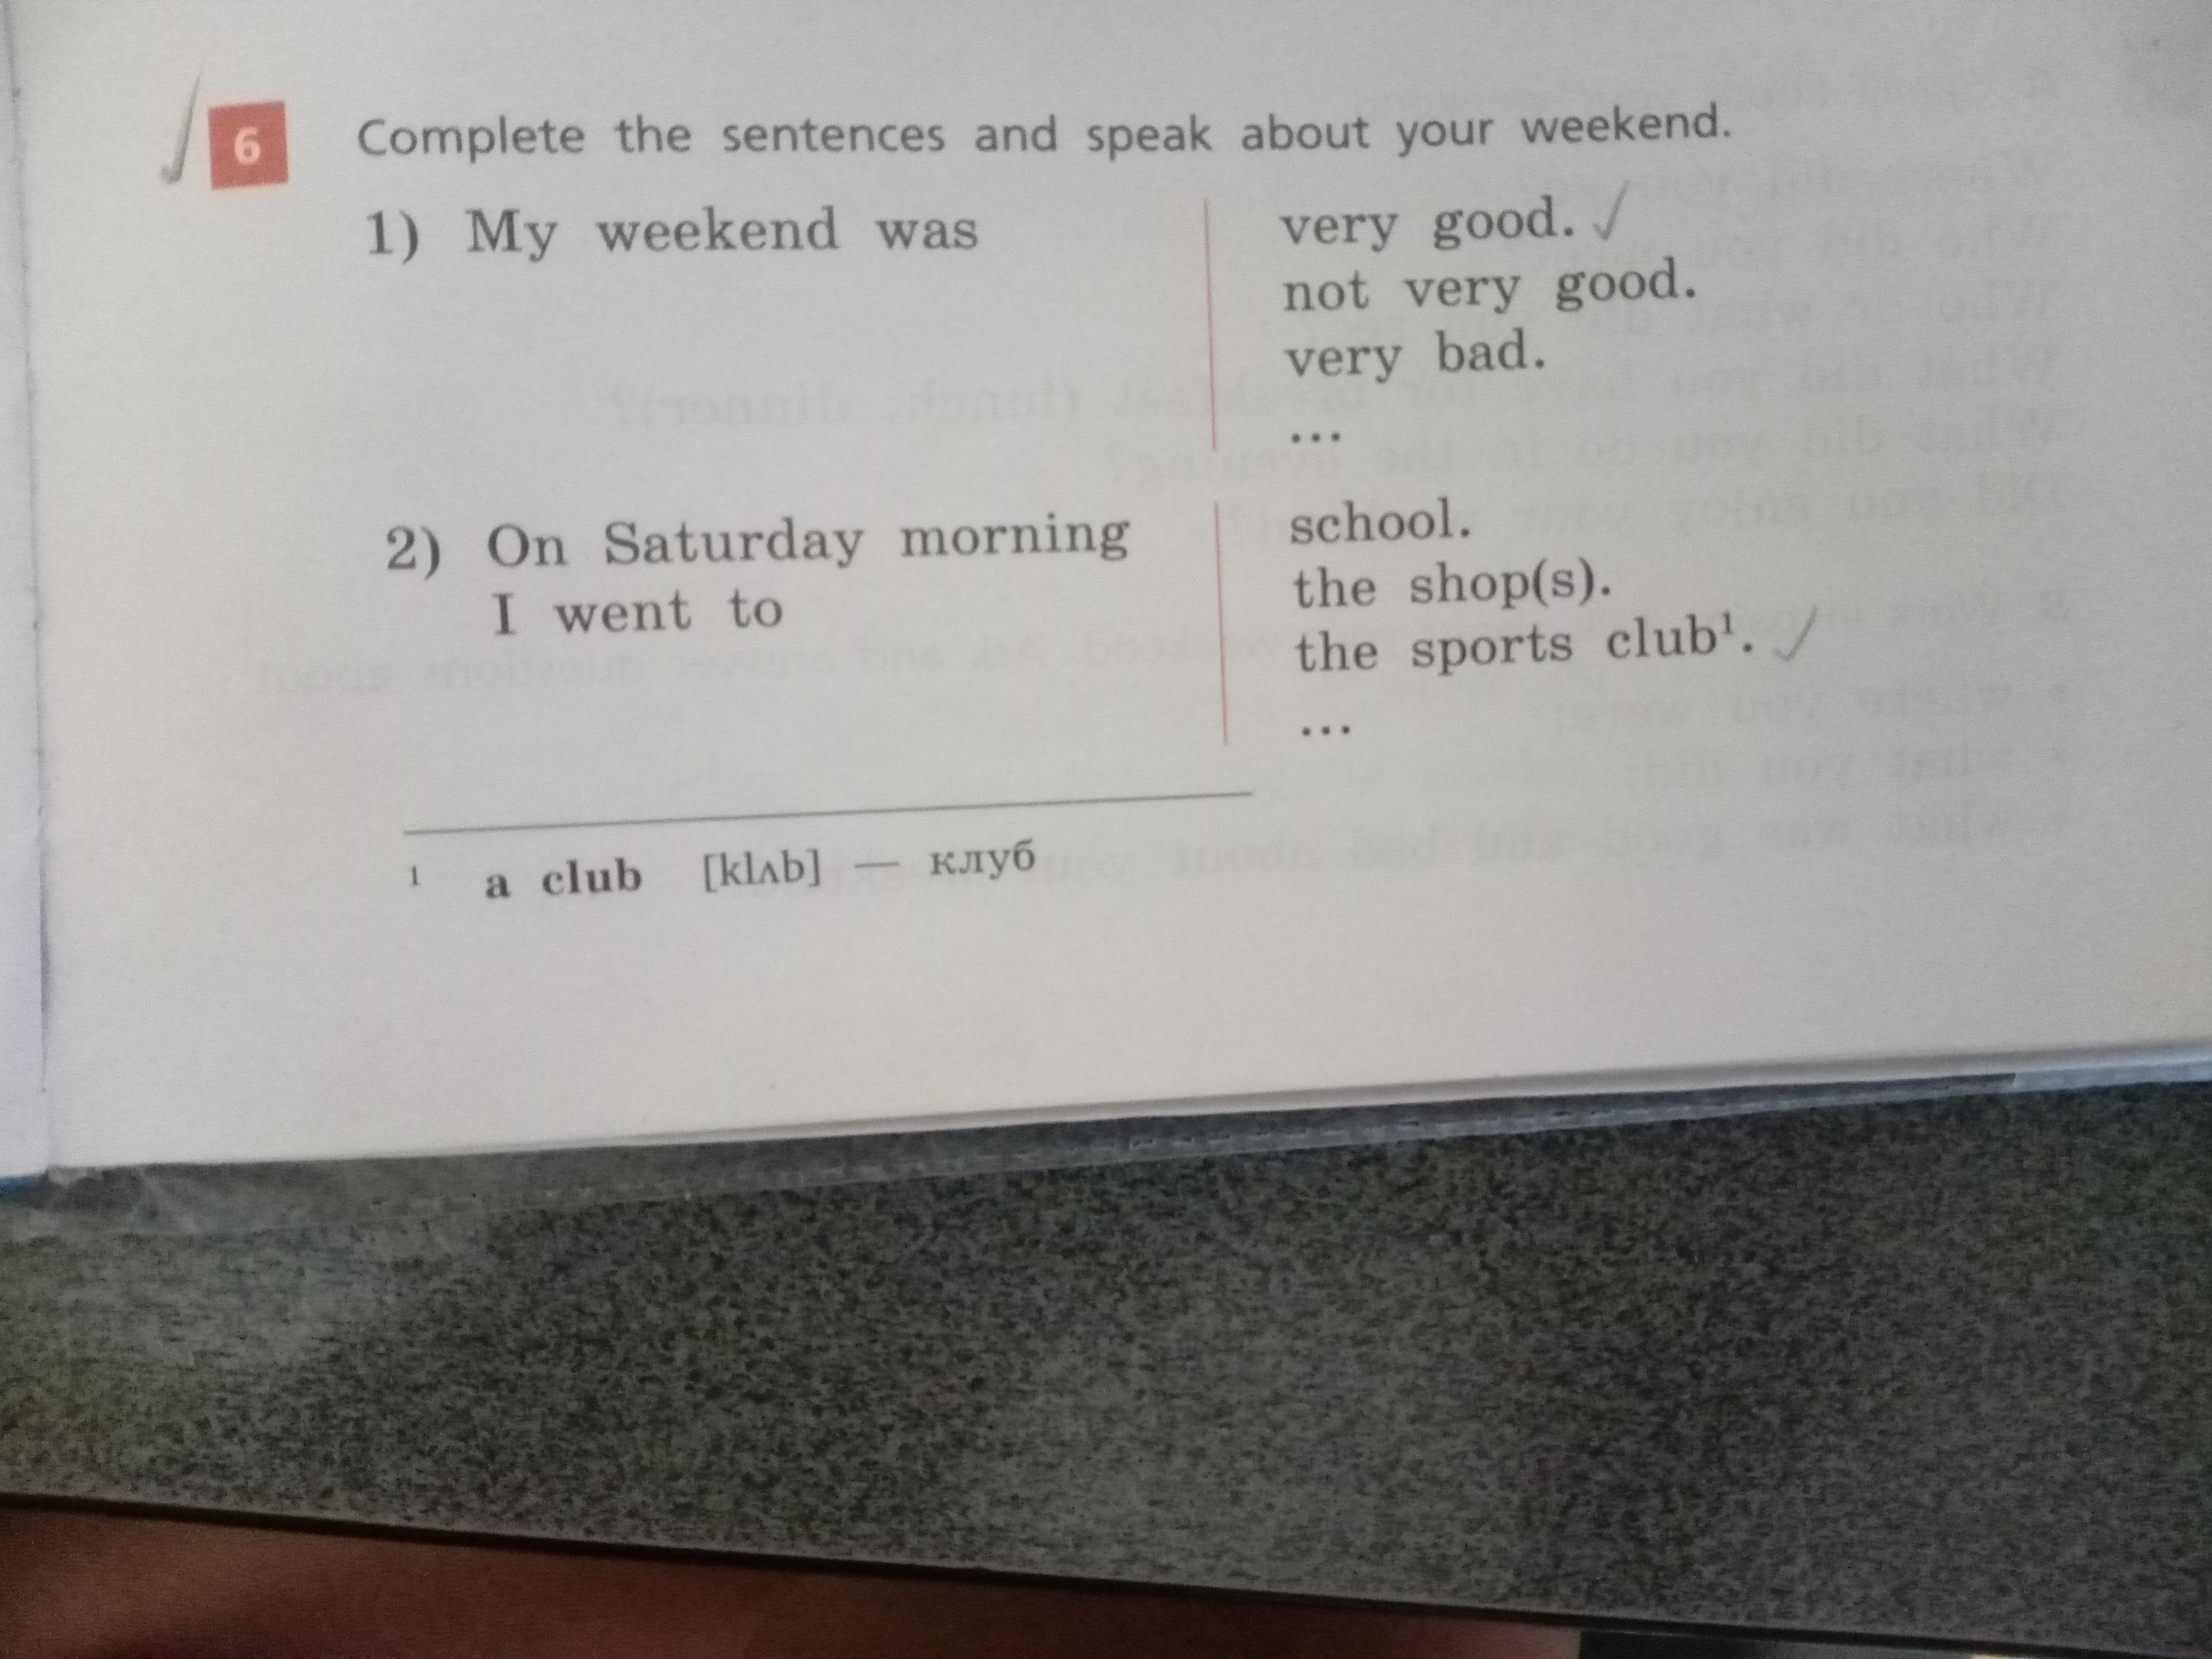 6 Complete the sentences and speak about your weekend.
1) My weekend was
very good. ✓
not very good.
very bad.
...
2) On Saturday morning
I went to
school.
the shop(s).
the sports club¹. ✓
...
¹ a club [klʌb] — клуб